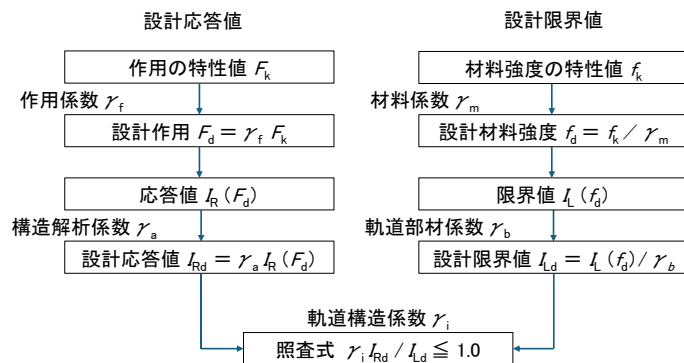 設計応答値
作用の特性値 Fk
作用係数 γf
設計作用 Fd = γf Fk
応答値 IR (Fd)
構造解析係数 γa
設計応答値 IRd = γa IR (Fd)
設計限界値
材料強度の特性値 fk
材料係数 γm
設計材料強度 fd = fk / γm
限界値 IL (fd)
軌道部材係数 γb
設計限界値 ILd = IL (fd) / γb
軌道構造係数 γi
照査式 γi IRd / ILd ≦ 1.0